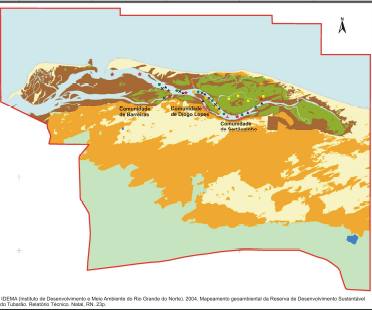 N
Comunidade
de Barreiras
Comunidade
de Diogo Lopes
Comunidade
de Sertãozinho
IDEMA (Instituto de Desenvolvimento e Meio Ambiente do Rio Grande do Norte). 2004. Mapeamento geoambiental da Reserva de Desenvolvimento Sustentável
do Tubarão. Relatório Técnico. Natal, RN. 23p.